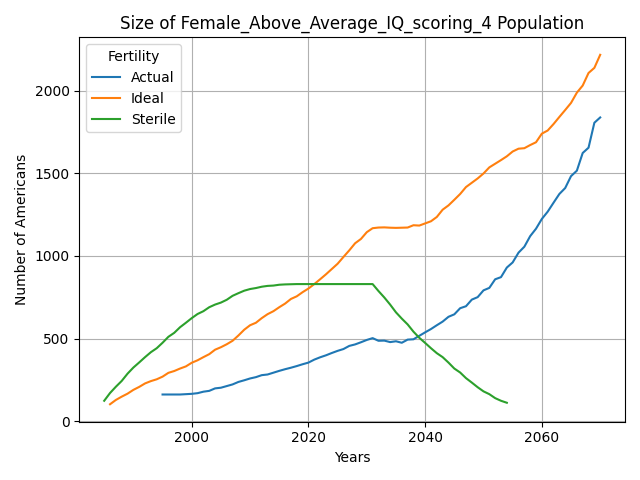 Size of Female_Above_Average_IQ_scoring_4 Population
Fertility
Actual
Ideal
Sterile
Number of Americans
2000
1500
1000
500
0
2000 2020 2040 2060
Years